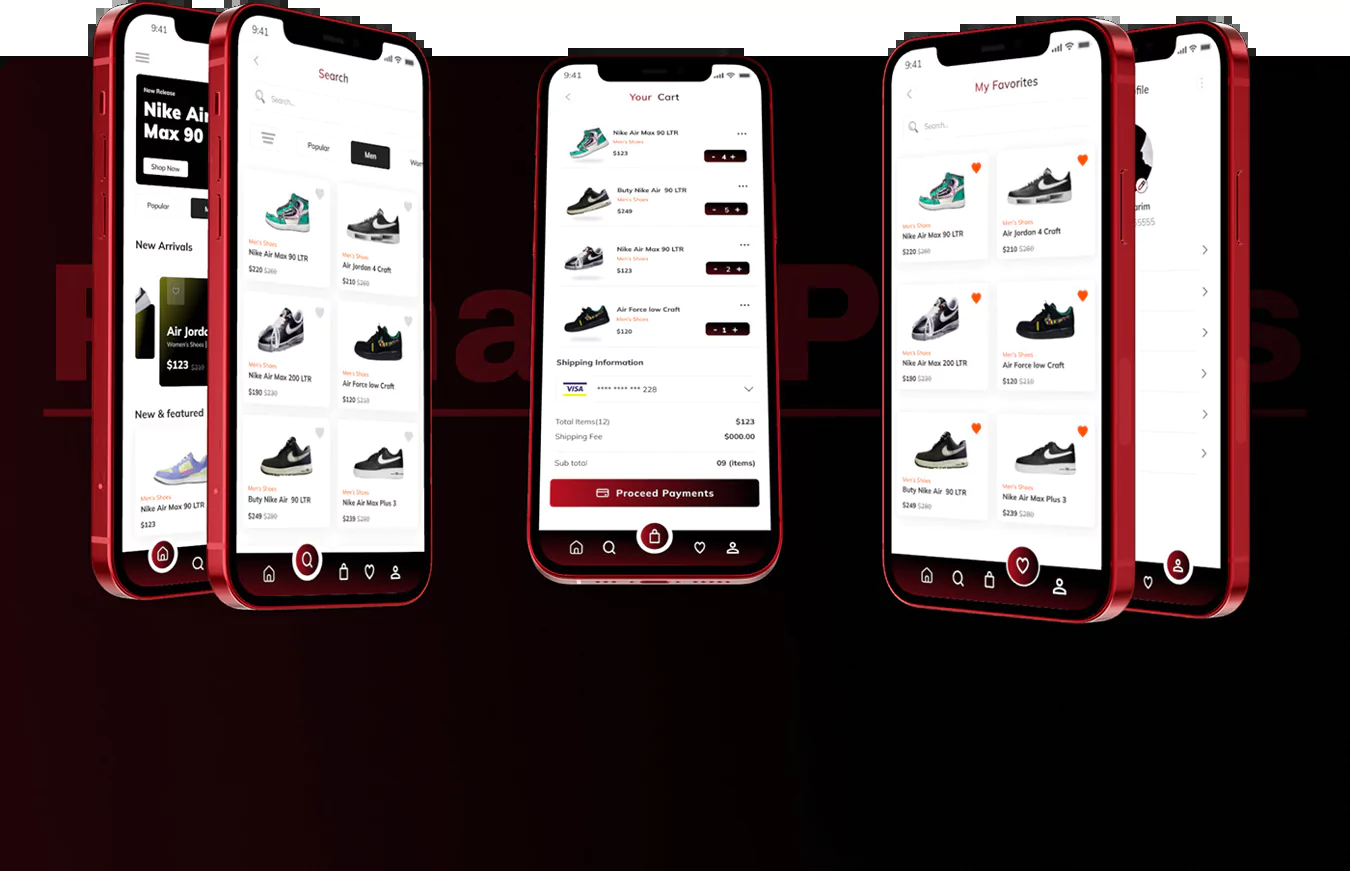 9:41
New Release
Nike Air
Max 90
Shop Now
Popular
New Arrivals
Air Jorda
Women's Shoes
$123 $210
New & featured
Men's Shoes
Nike Air Max 90 LTR
$123
9:41
Search
Search..
Popular
Men
Wom
Men's Shoes
Nike Air Max 90 LTR
$220 $260
Men's Shoes
Air Jordan 4 Craft
$210 $260
Men's Shoes
Nike Air Max 200 LTR
$190 $230
Men's Shoes
Air Force low Craft
$120 $210
Men's Shoes
Buty Nike Air 90 LTR
$249 $280
Men's Shoes
Nike Air Max Plus 3
$239 $280
9:41
Your Cart
Nike Air Max 90 LTR
Men's Shoes
$123
- 4 +
Buty Nike Air 90 LTR
Men's Shoes
$249
- 5 +
Nike Air Max 90 LTR
Men's Shoes
$123
- 2 +
Air Force low Craft
Men's Shoes
$120
- 1 +
Shipping Information
VISA **** **** *** 228
Total Items(12) $123
Shipping Fee $000.00
Sub total 09 (items)
Proceed Payments
9:41
My Favorites
Search..
Men's Shoes
Nike Air Max 90 LTR
$220 $260
Men's Shoes
Air Jordan 4 Craft
$210 $260
Men's Shoes
Nike Air Max 200 LTR
$190 $230
Men's Shoes
Air Force low Craft
$120 $210
Men's Shoes
Buty Nike Air 90 LTR
$249 $280
Men's Shoes
Nike Air Max Plus 3
$239 $280
file
arim
5555